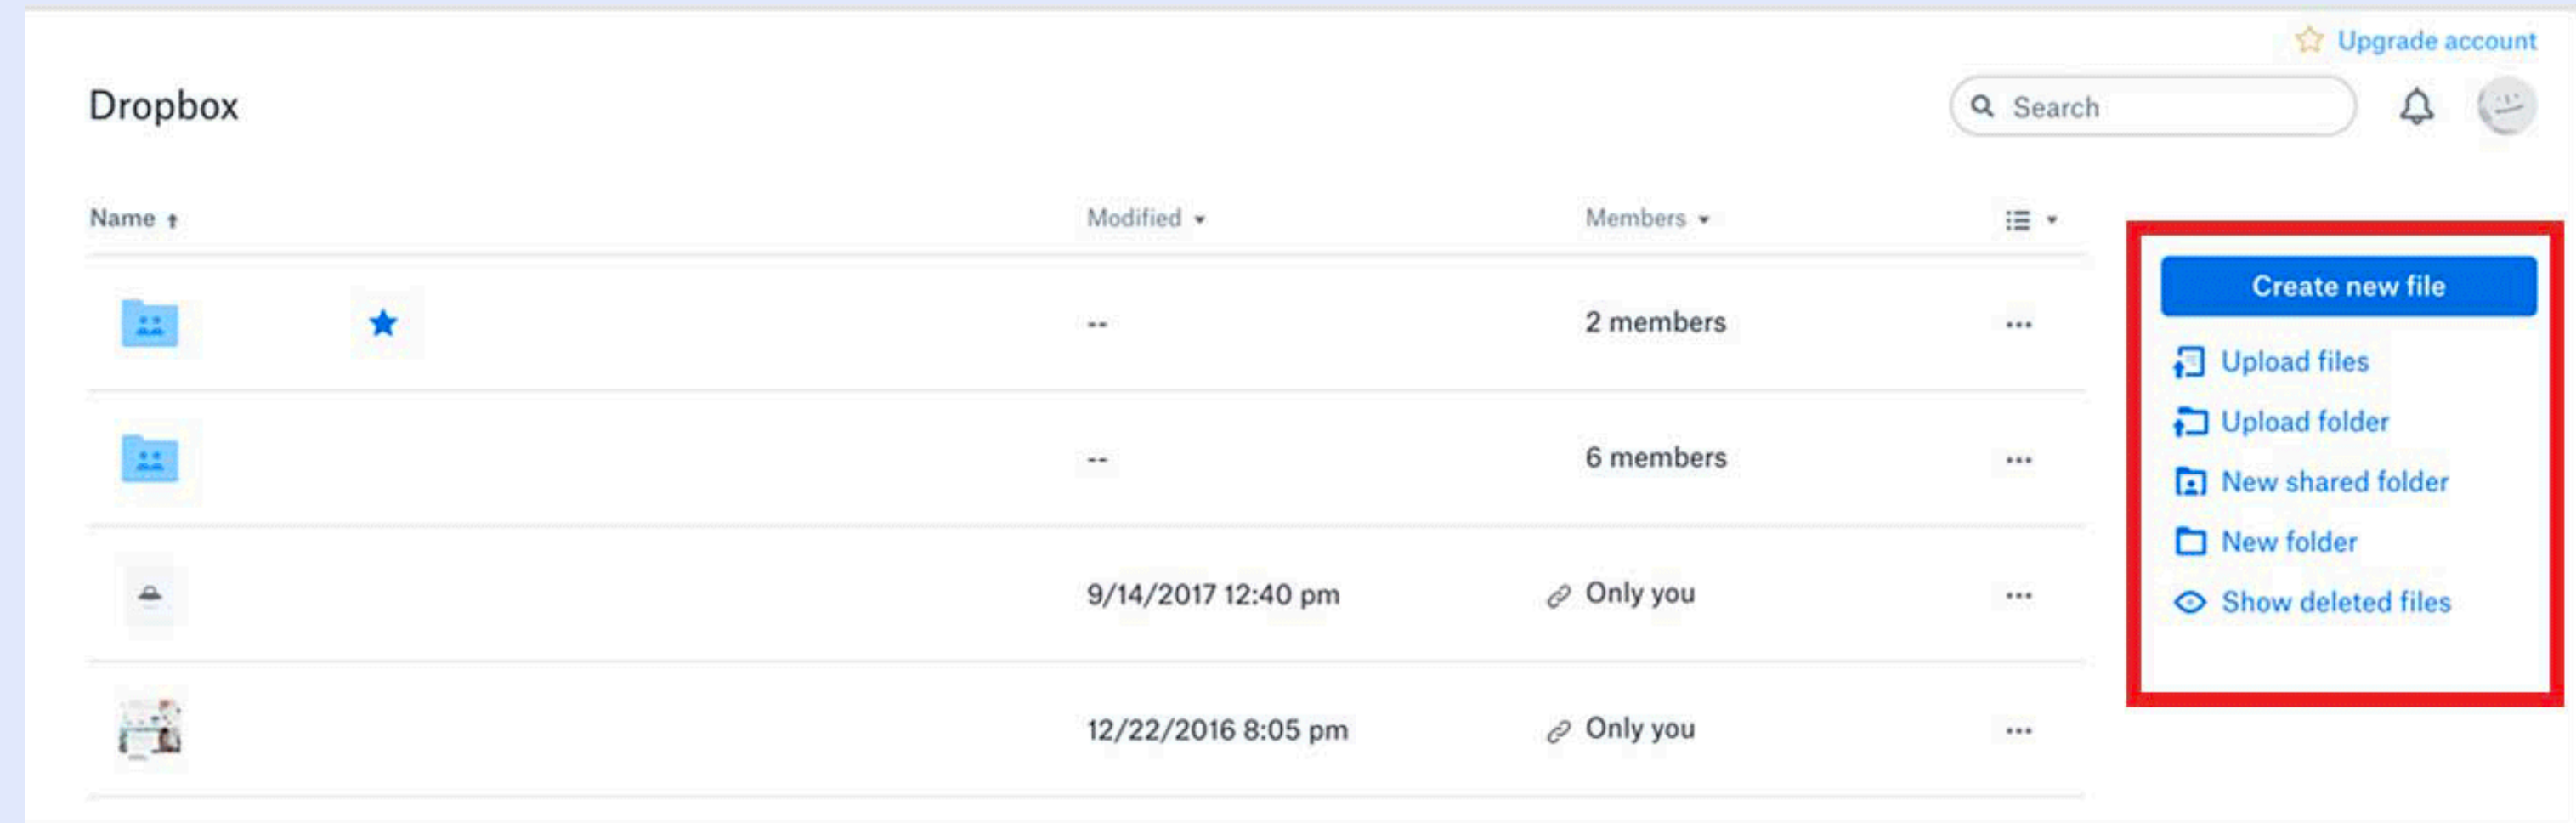 Upgrade account
Dropbox
Search
Name Modified Members
-- 2 members
-- 6 members
9/14/2017 12:40 pm Only you
12/22/2016 8:05 pm Only you
Create new file
Upload files
Upload folder
New shared folder
New folder
Show deleted files